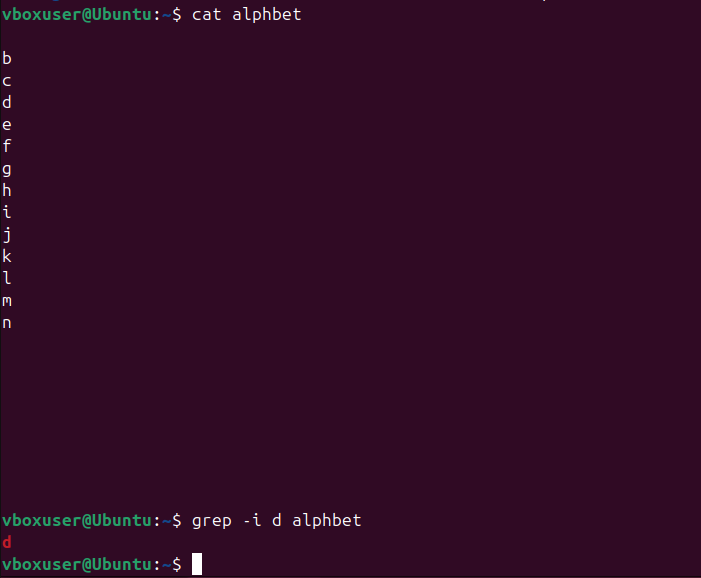 vboxuser@Ubuntu:~$ cat alphbet
b
c
d
e
f
g
h
i
j
k
l
m
n
vboxuser@Ubuntu:~$ grep -i d alphbet
d
vboxuser@Ubuntu:~$